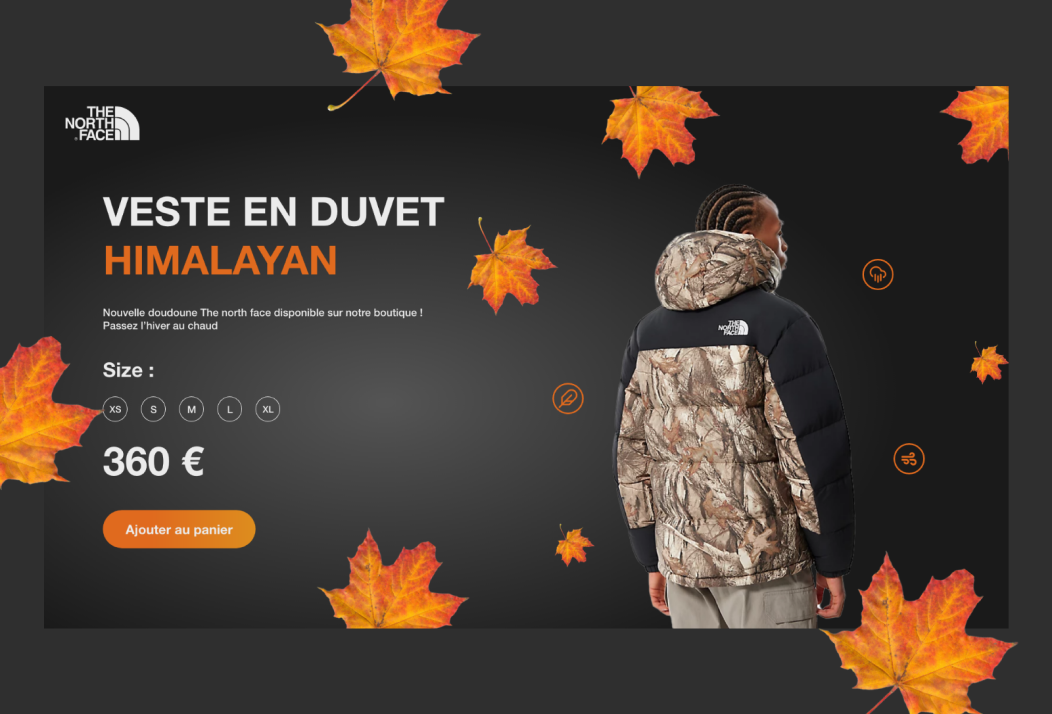 THE
NORTH
FACE
VESTE EN DUVET
HIMALAYAN
Nouvelle doudoune The north face disponible sur notre boutique !
Passez l'hiver au chaud
Size :
XS S M L XL
360 €
Ajouter au panier
THE
NORTH
FACE